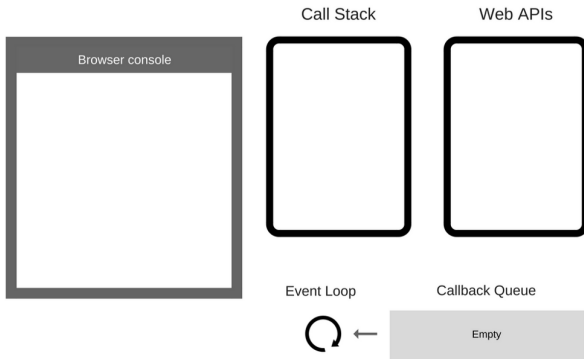 Call Stack
Web APIs
Browser console
Event Loop
Callback Queue
Empty